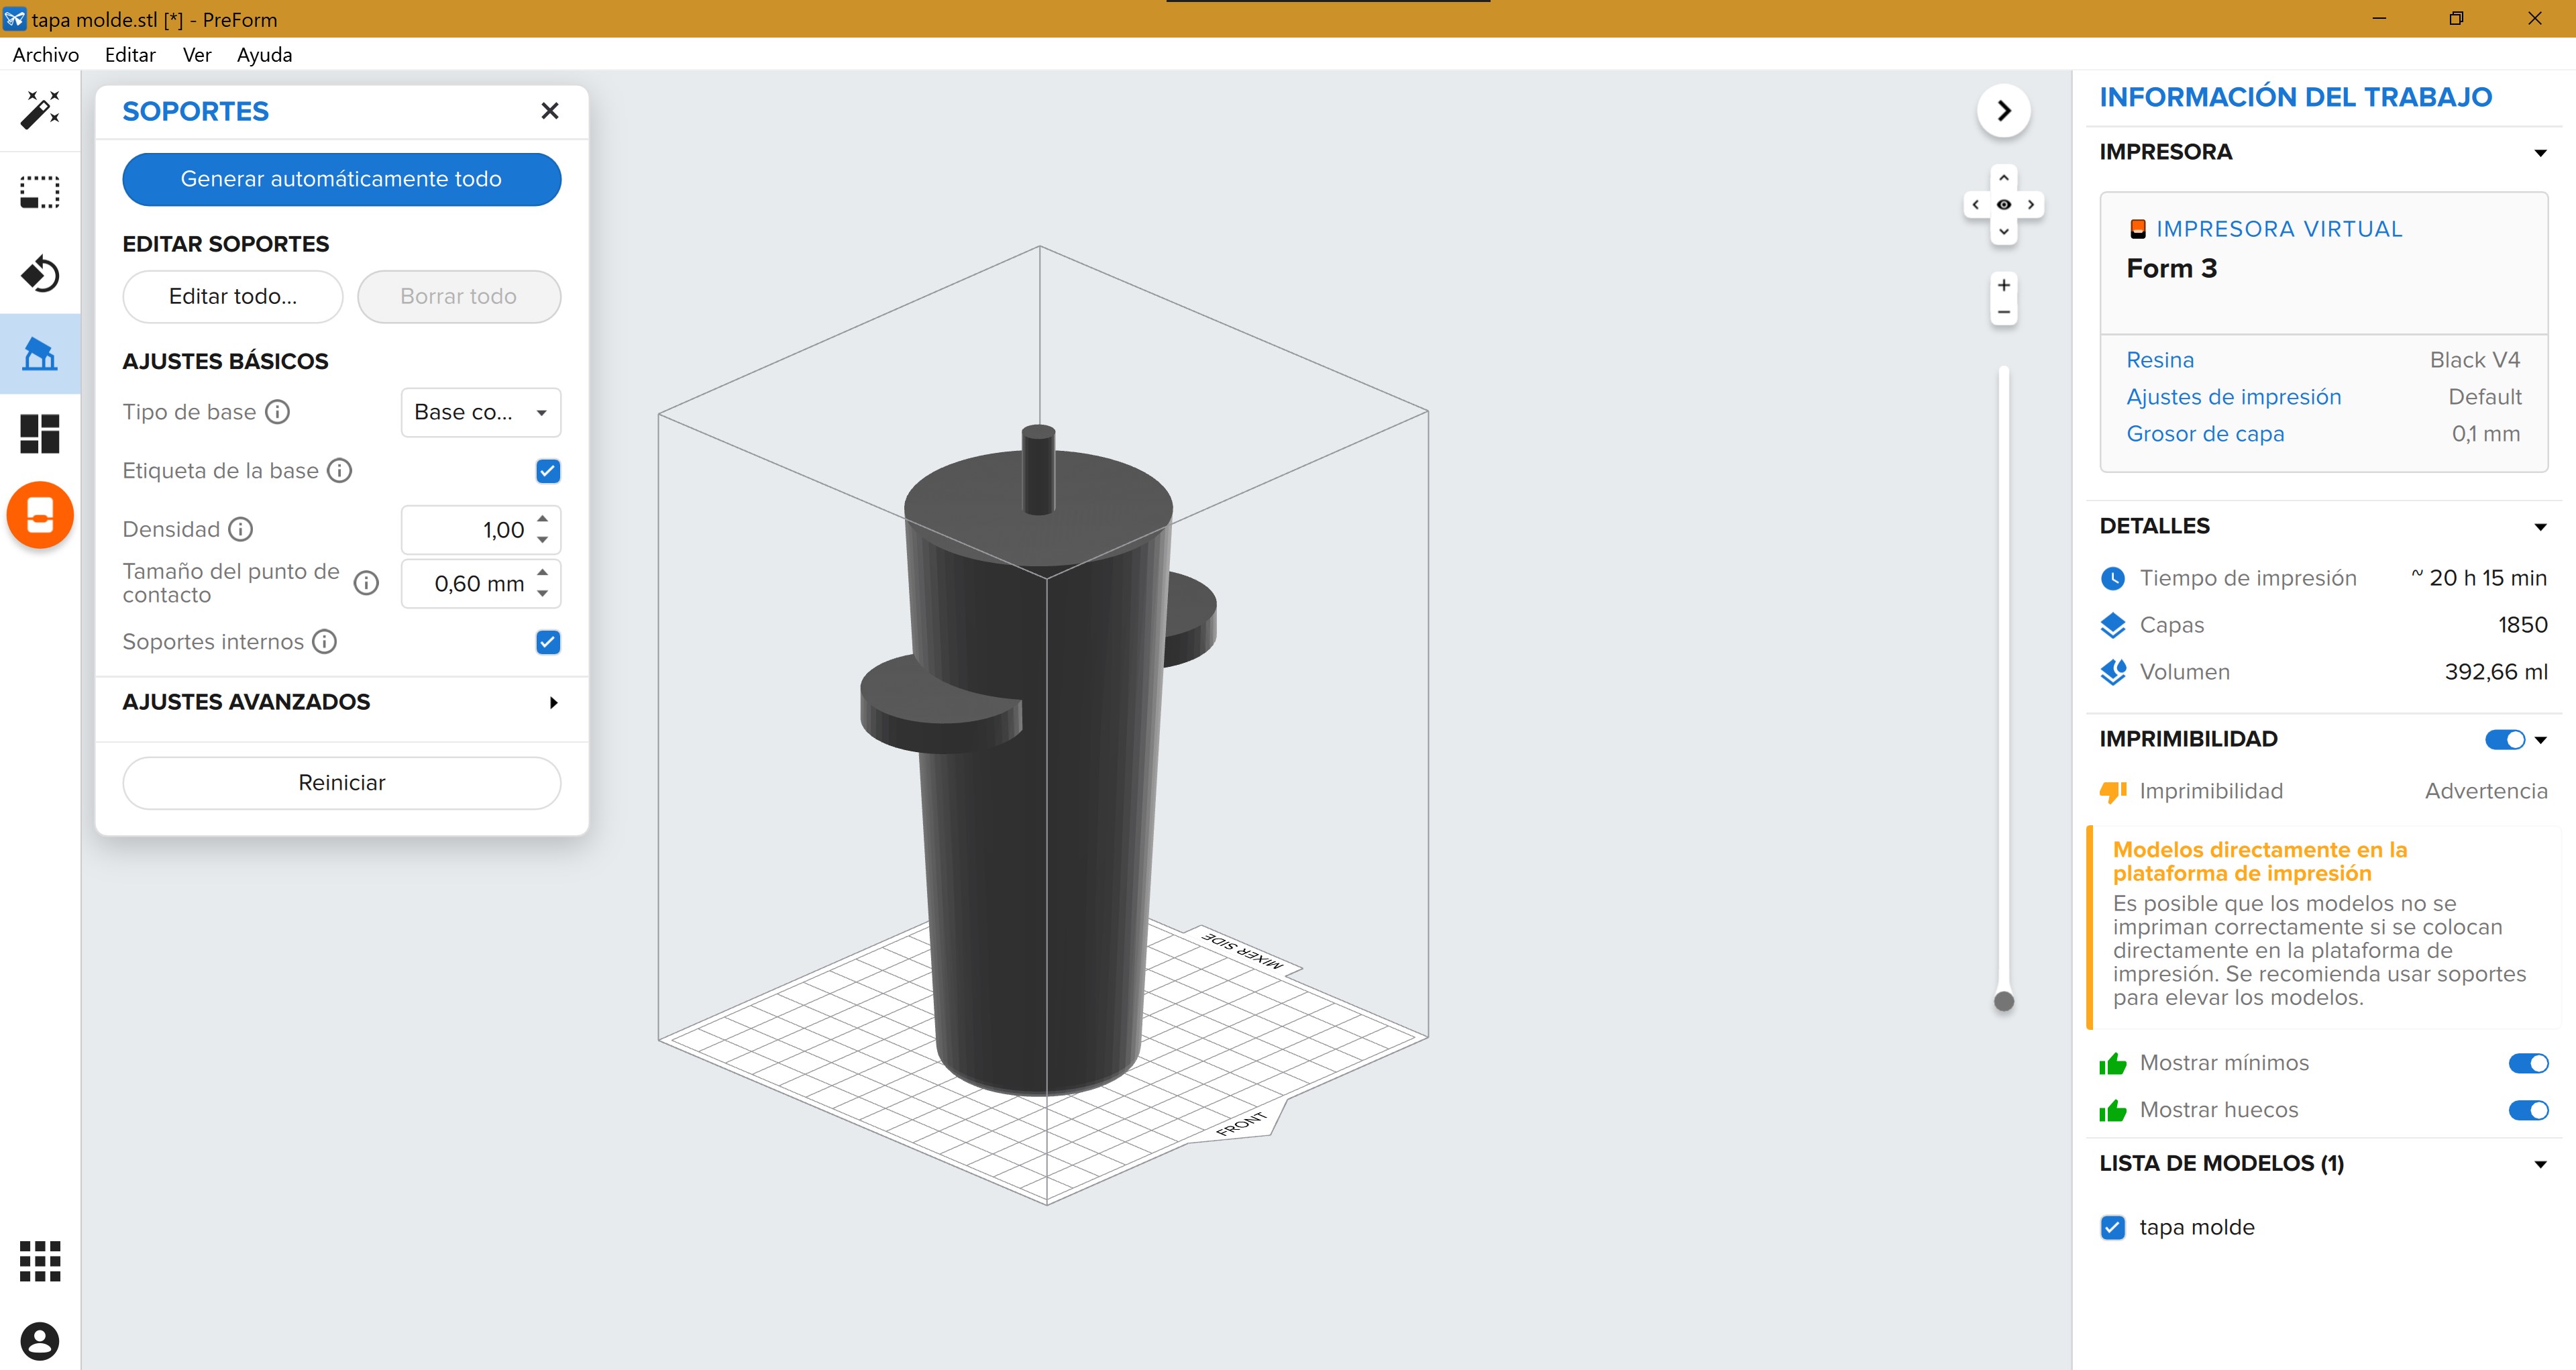 tapa molde.stl [*] - PreForm
Archivo Editar Ver Ayuda
SOPORTES
Generar automáticamente todo
EDITAR SOPORTES
Editar todo... Borrar todo
AJUSTES BÁSICOS
Tipo de base Base co...
Etiqueta de la base
Densidad 1,00
Tamaño del punto de
contacto 0,60 mm
Soportes internos
AJUSTES AVANZADOS
Reiniciar
MIXER SIDE
FRONT
INFORMACIÓN DEL TRABAJO
IMPRESORA
IMPRESORA VIRTUAL
Form 3
Resina Black V4
Ajustes de impresión Default
Grosor de capa 0,1 mm
DETALLES
Tiempo de impresión ~ 20 h 15 min
Capas 1850
Volumen 392,66 ml
IMPRIMIBILIDAD
Imprimibilidad Advertencia
Modelos directamente en la
plataforma de impresión
Es posible que los modelos no se
impriman correctamente si se colocan
directamente en la plataforma de
impresión. Se recomienda usar soportes
para elevar los modelos.
Mostrar mínimos
Mostrar huecos
LISTA DE MODELOS (1)
tapa molde